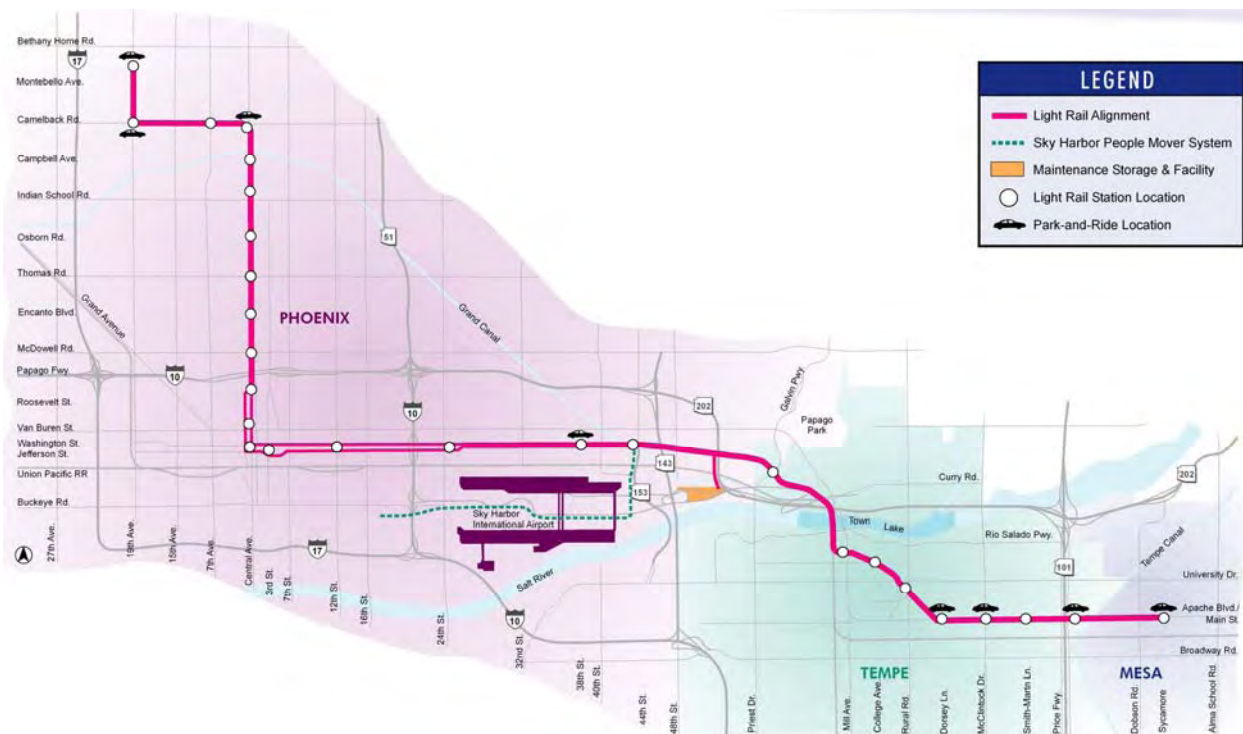 Bethany Home Rd.
Montebello Ave.
Camelback Rd.
Campbell Ave.
Indian School Rd.
Osborn Rd.
Thomas Rd.
Encanto Blvd.
McDowell Rd.
Papago Fwy.
Roosevelt St.
Van Buren St.
Washington St.
Jefferson St.
Union Pacific RR
Buckeye Rd.
17
51
Grand Avenue
Grand Canal
PHOENIX
10
10
202
143
153
Galvin Pwy.
Papago
Park
Curry Rd.
202
Sky Harbor
International Airport
Town
Lake
Rio Salado Pwy.
Tempe Canal
17
Salt River
101
University Dr.
10
Apache Blvd./
Main St.
Broadway Rd.
TEMPE
MESA
27th Ave.
19th Ave.
15th Ave.
7th Ave.
Central Ave.
3rd St.
7th St.
12th St.
16th St.
24th St.
32nd St.
38th St.
40th St.
44th St.
48th St.
Priest Dr.
Mill Ave.
College Ave.
Rural Rd.
Dorsey Ln.
McClintock Dr.
Smith-Martin Ln.
Price Fwy.
Dobson Rd.
Sycamore
Alma School Rd.
LEGEND
Light Rail Alignment
Sky Harbor People Mover System
Maintenance Storage & Facility
Light Rail Station Location
Park-and-Ride Location